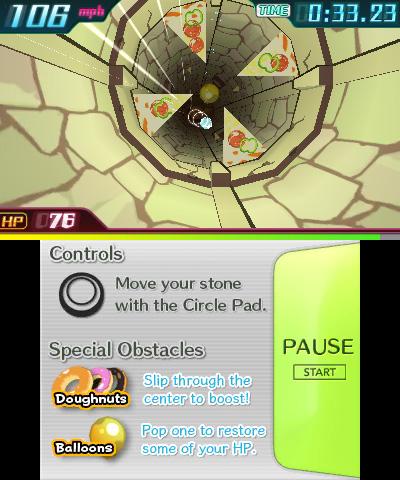 106 mph
TIME 0:33.23
HP 076
Controls
Move your stone
with the Circle Pad.
Special Obstacles
Doughnuts
Slip through the
center to boost!
Balloons
Pop one to restore
some of your HP.
PAUSE
START